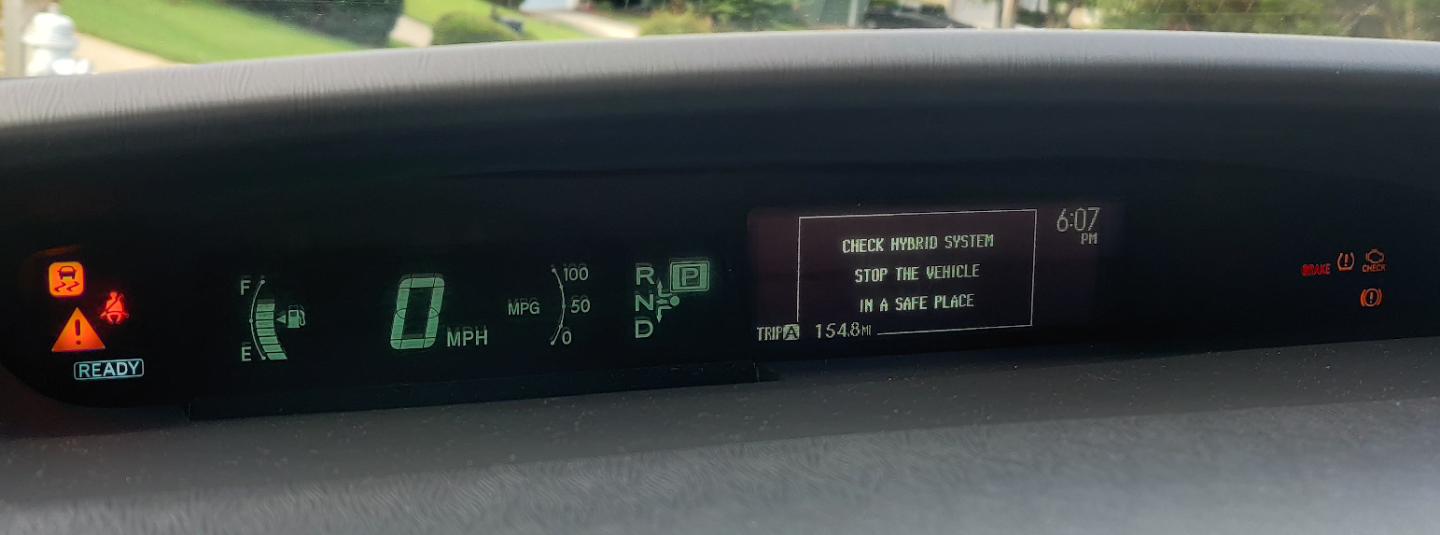 READY
F
E
0 MPH
MPG
100
50
0
R
P
N
D
CHECK HYBRID SYSTEM
STOP THE VEHICLE
IN A SAFE PLACE
TRIP A 154.8 MI
6:07
PM
BRAKE
CHECK